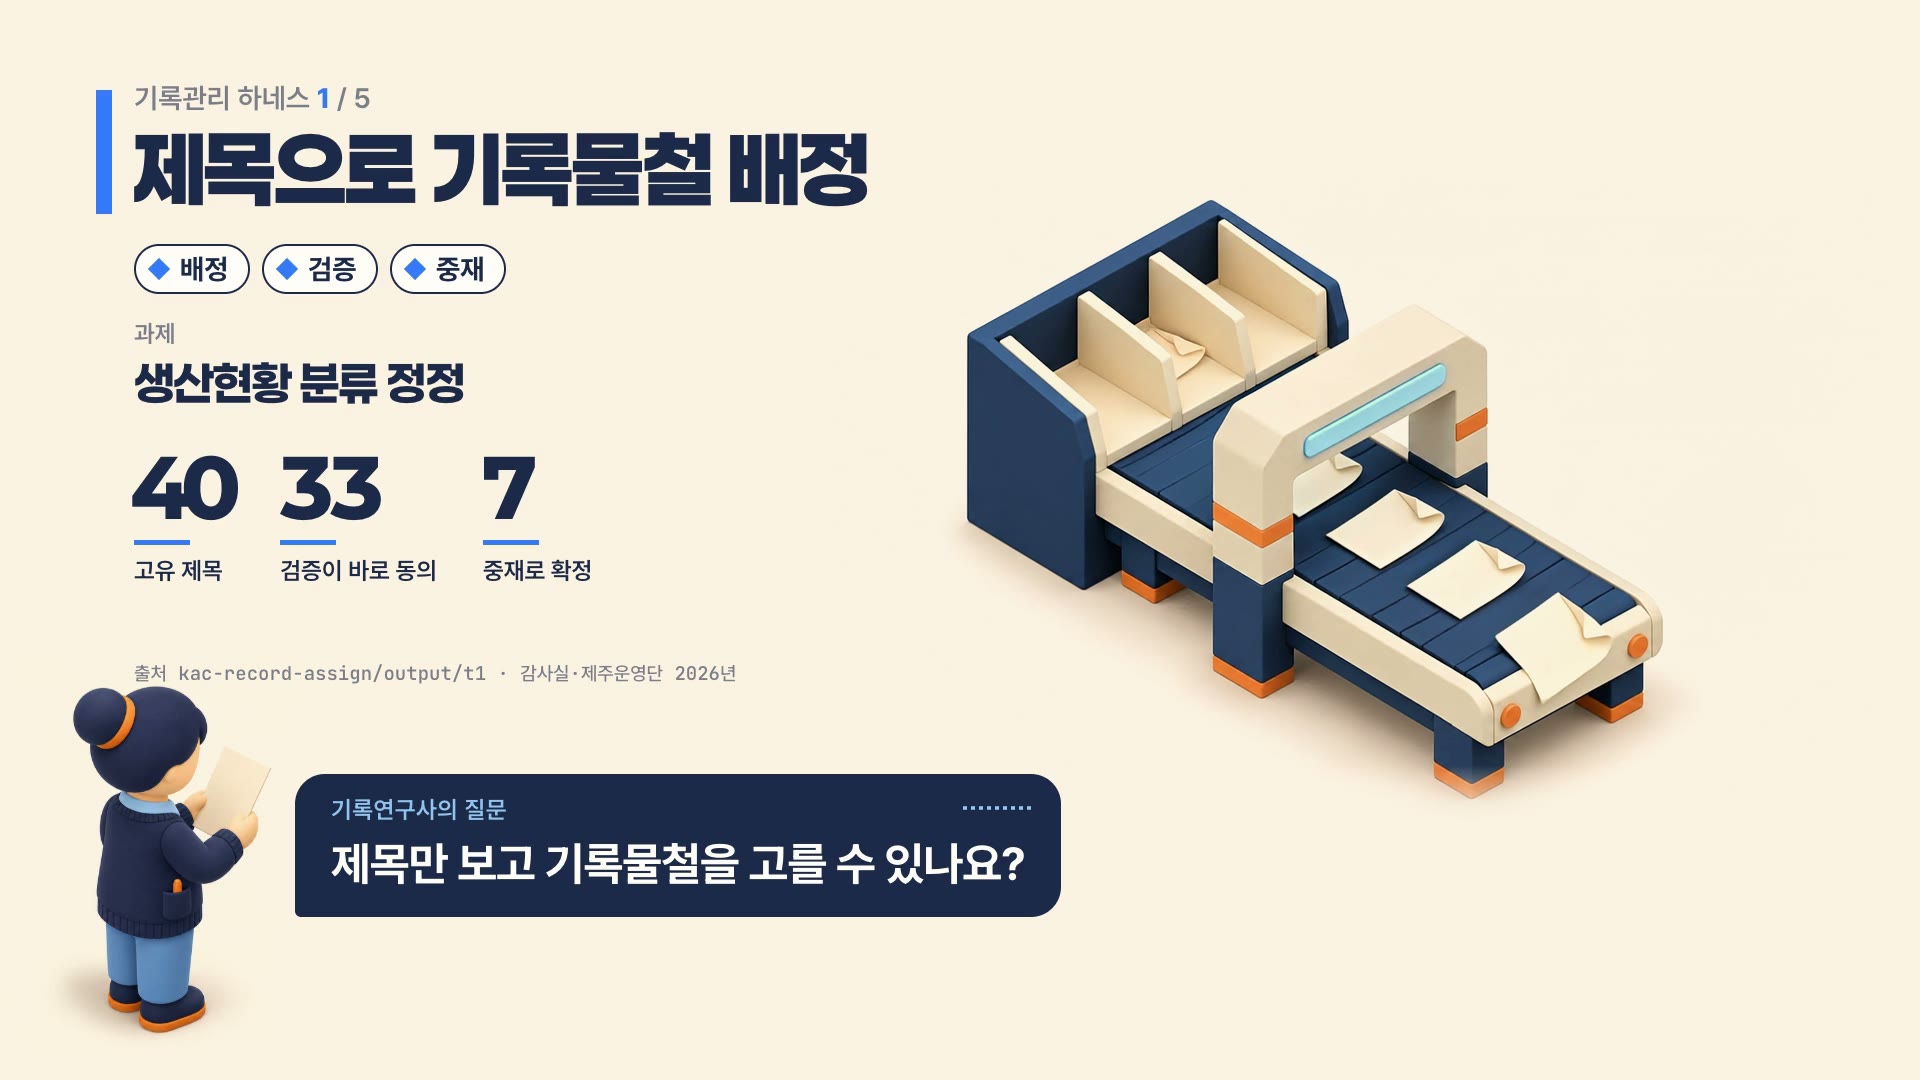 기록관리 하네스 1 / 5
제목으로 기록물철 배정
배정 검증 중재
과제
생산현황 분류 정정
40 33 7
고유 제목 검증이 바로 동의 중재로 확정
출처 kac-record-assign/output/t1 · 감사실·제주운영단 2026년
기록연구사의 질문
제목만 보고 기록물철을 고를 수 있나요?